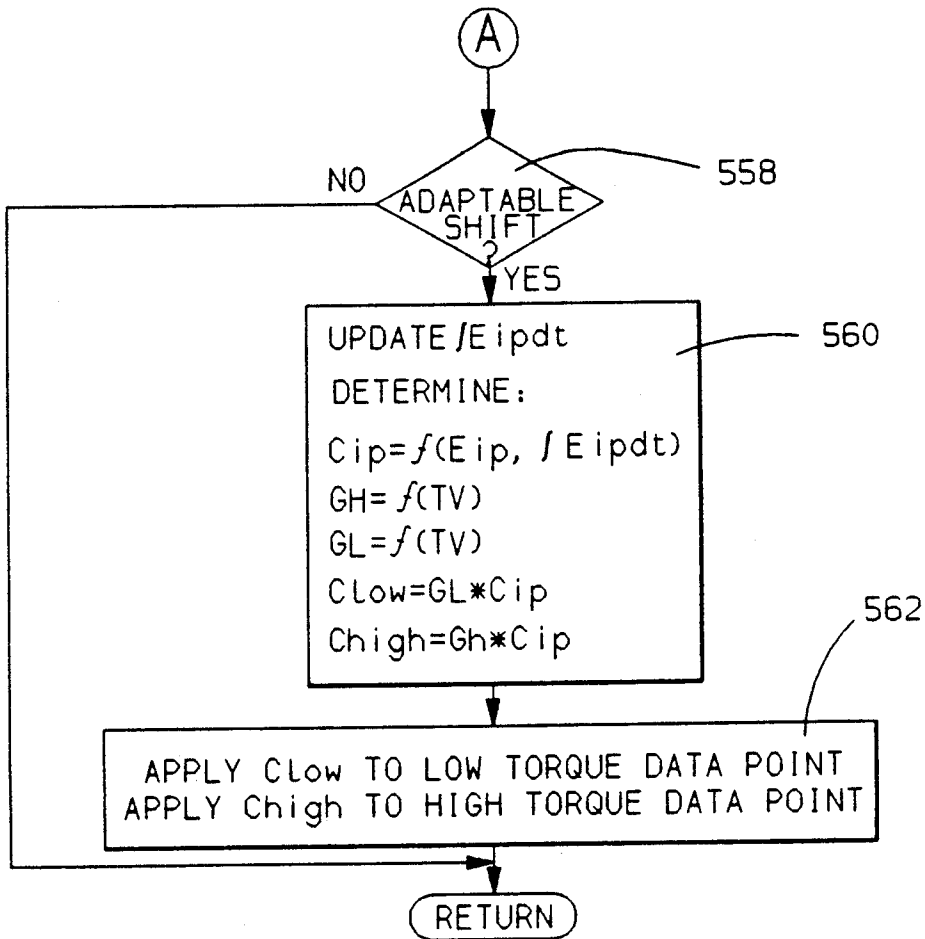 A
558
NO
ADAPTABLE
SHIFT
?
YES
560
UPDATE ∫Eipdt
DETERMINE:
Cip=f(Eip, ∫Eipdt)
GH=f(TV)
GL=f(TV)
Clow=GL*Cip
Chigh=Gh*Cip
562
APPLY Clow TO LOW TORQUE DATA POINT
APPLY Chigh TO HIGH TORQUE DATA POINT
RETURN